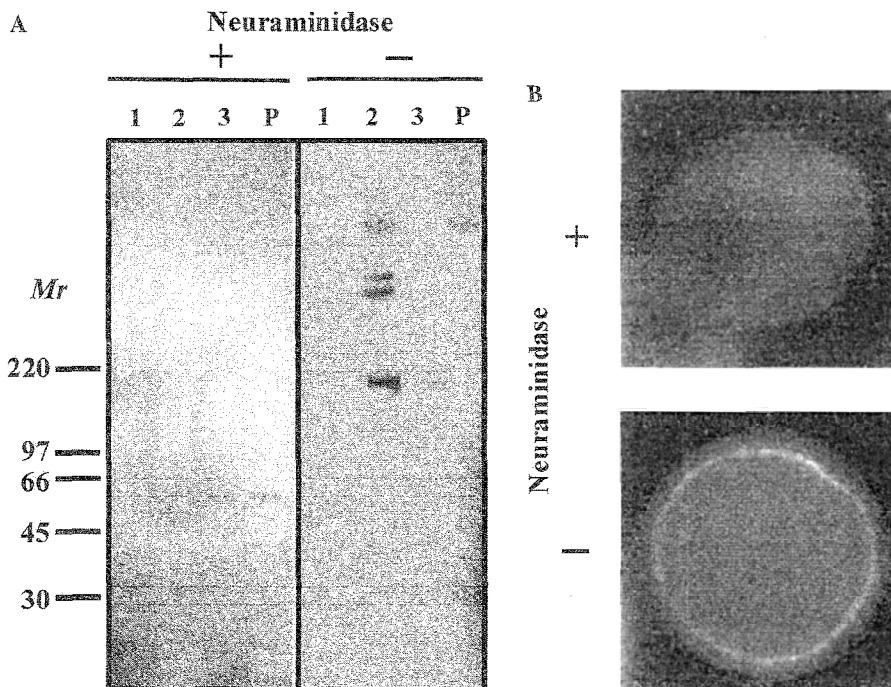 A
Neuraminidase
+ −
1 2 3 P 1 2 3 P
Mr
220
97
66
45
30
B
+
Neuraminidase
−